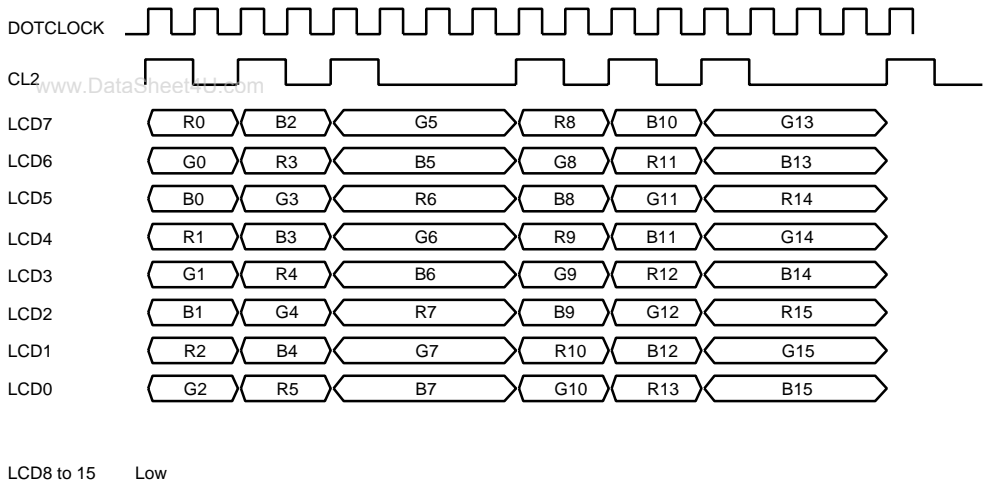 DOTCLOCK
CL2
www.DataSheet4U.com
LCD7 R0 B2 G5 R8 B10 G13
LCD6 G0 R3 B5 G8 R11 B13
LCD5 B0 G3 R6 B8 G11 R14
LCD4 R1 B3 G6 R9 B11 G14
LCD3 G1 R4 B6 G9 R12 B14
LCD2 B1 G4 R7 B9 G12 R15
LCD1 R2 B4 G7 R10 B12 G15
LCD0 G2 R5 B7 G10 R13 B15
LCD8 to 15 Low